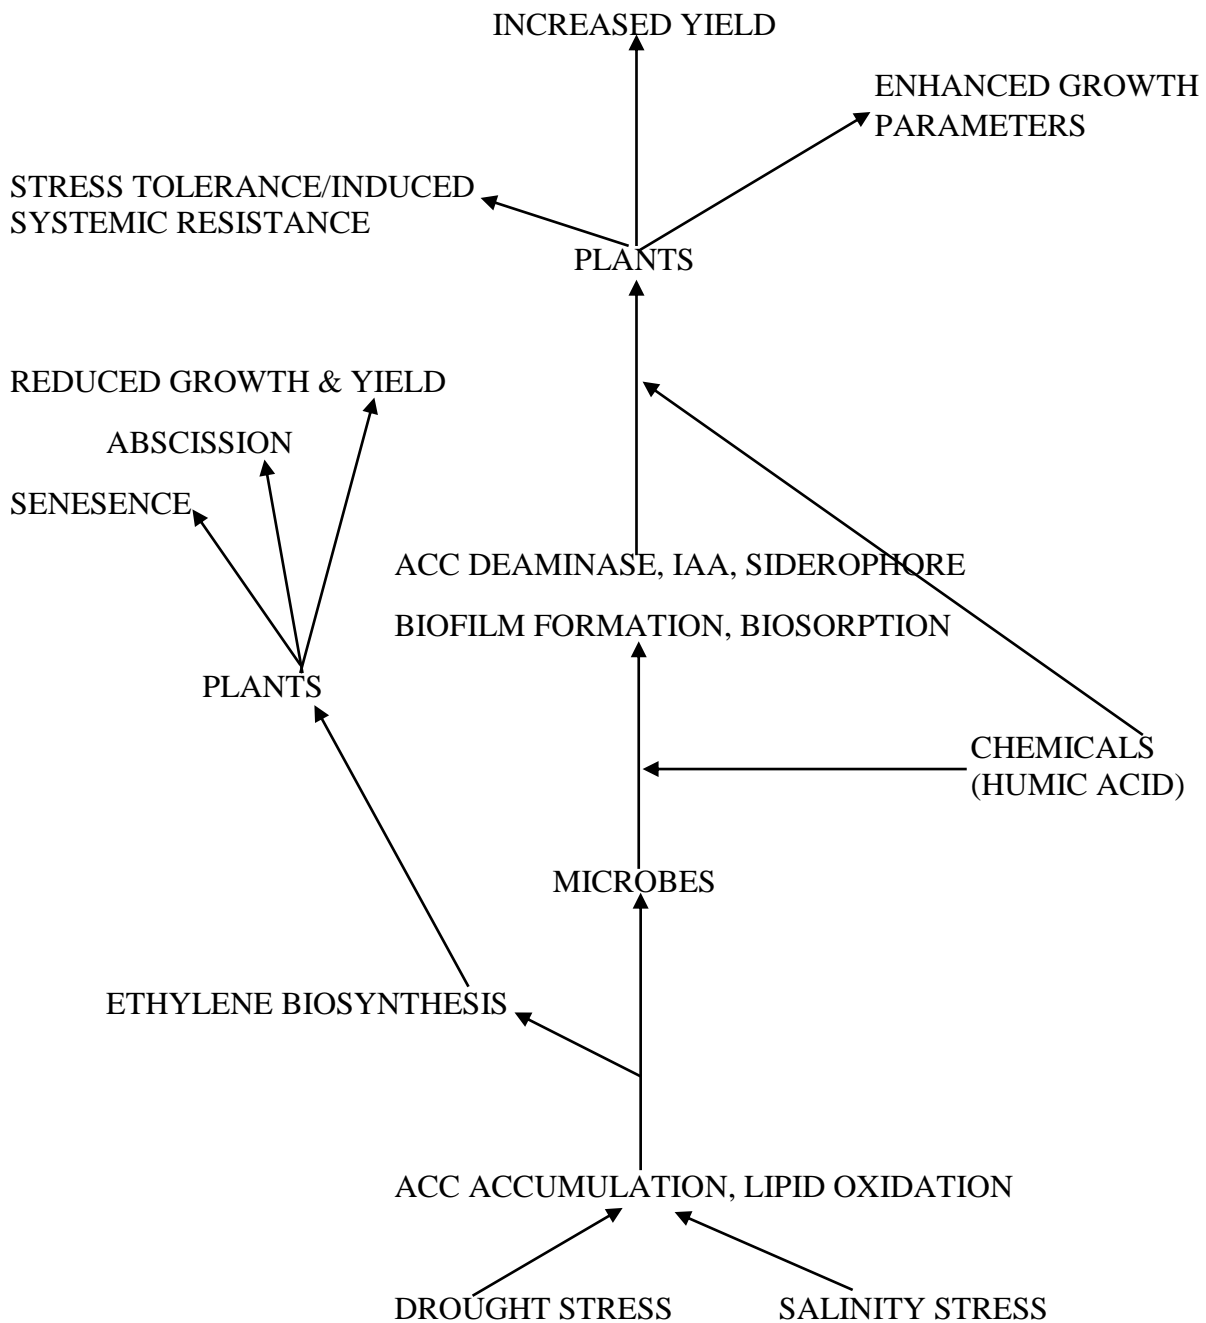 INCREASED YIELD
ENHANCED GROWTH
PARAMETERS
STRESS TOLERANCE/INDUCED
SYSTEMIC RESISTANCE
PLANTS
REDUCED GROWTH & YIELD
ABSCISSION
SENESENCE
ACC DEAMINASE, IAA, SIDEROPHORE
BIOFILM FORMATION, BIOSORPTION
PLANTS
CHEMICALS
(HUMIC ACID)
MICROBES
ETHYLENE BIOSYNTHESIS
ACC ACCUMULATION, LIPID OXIDATION
DROUGHT STRESS
SALINITY STRESS